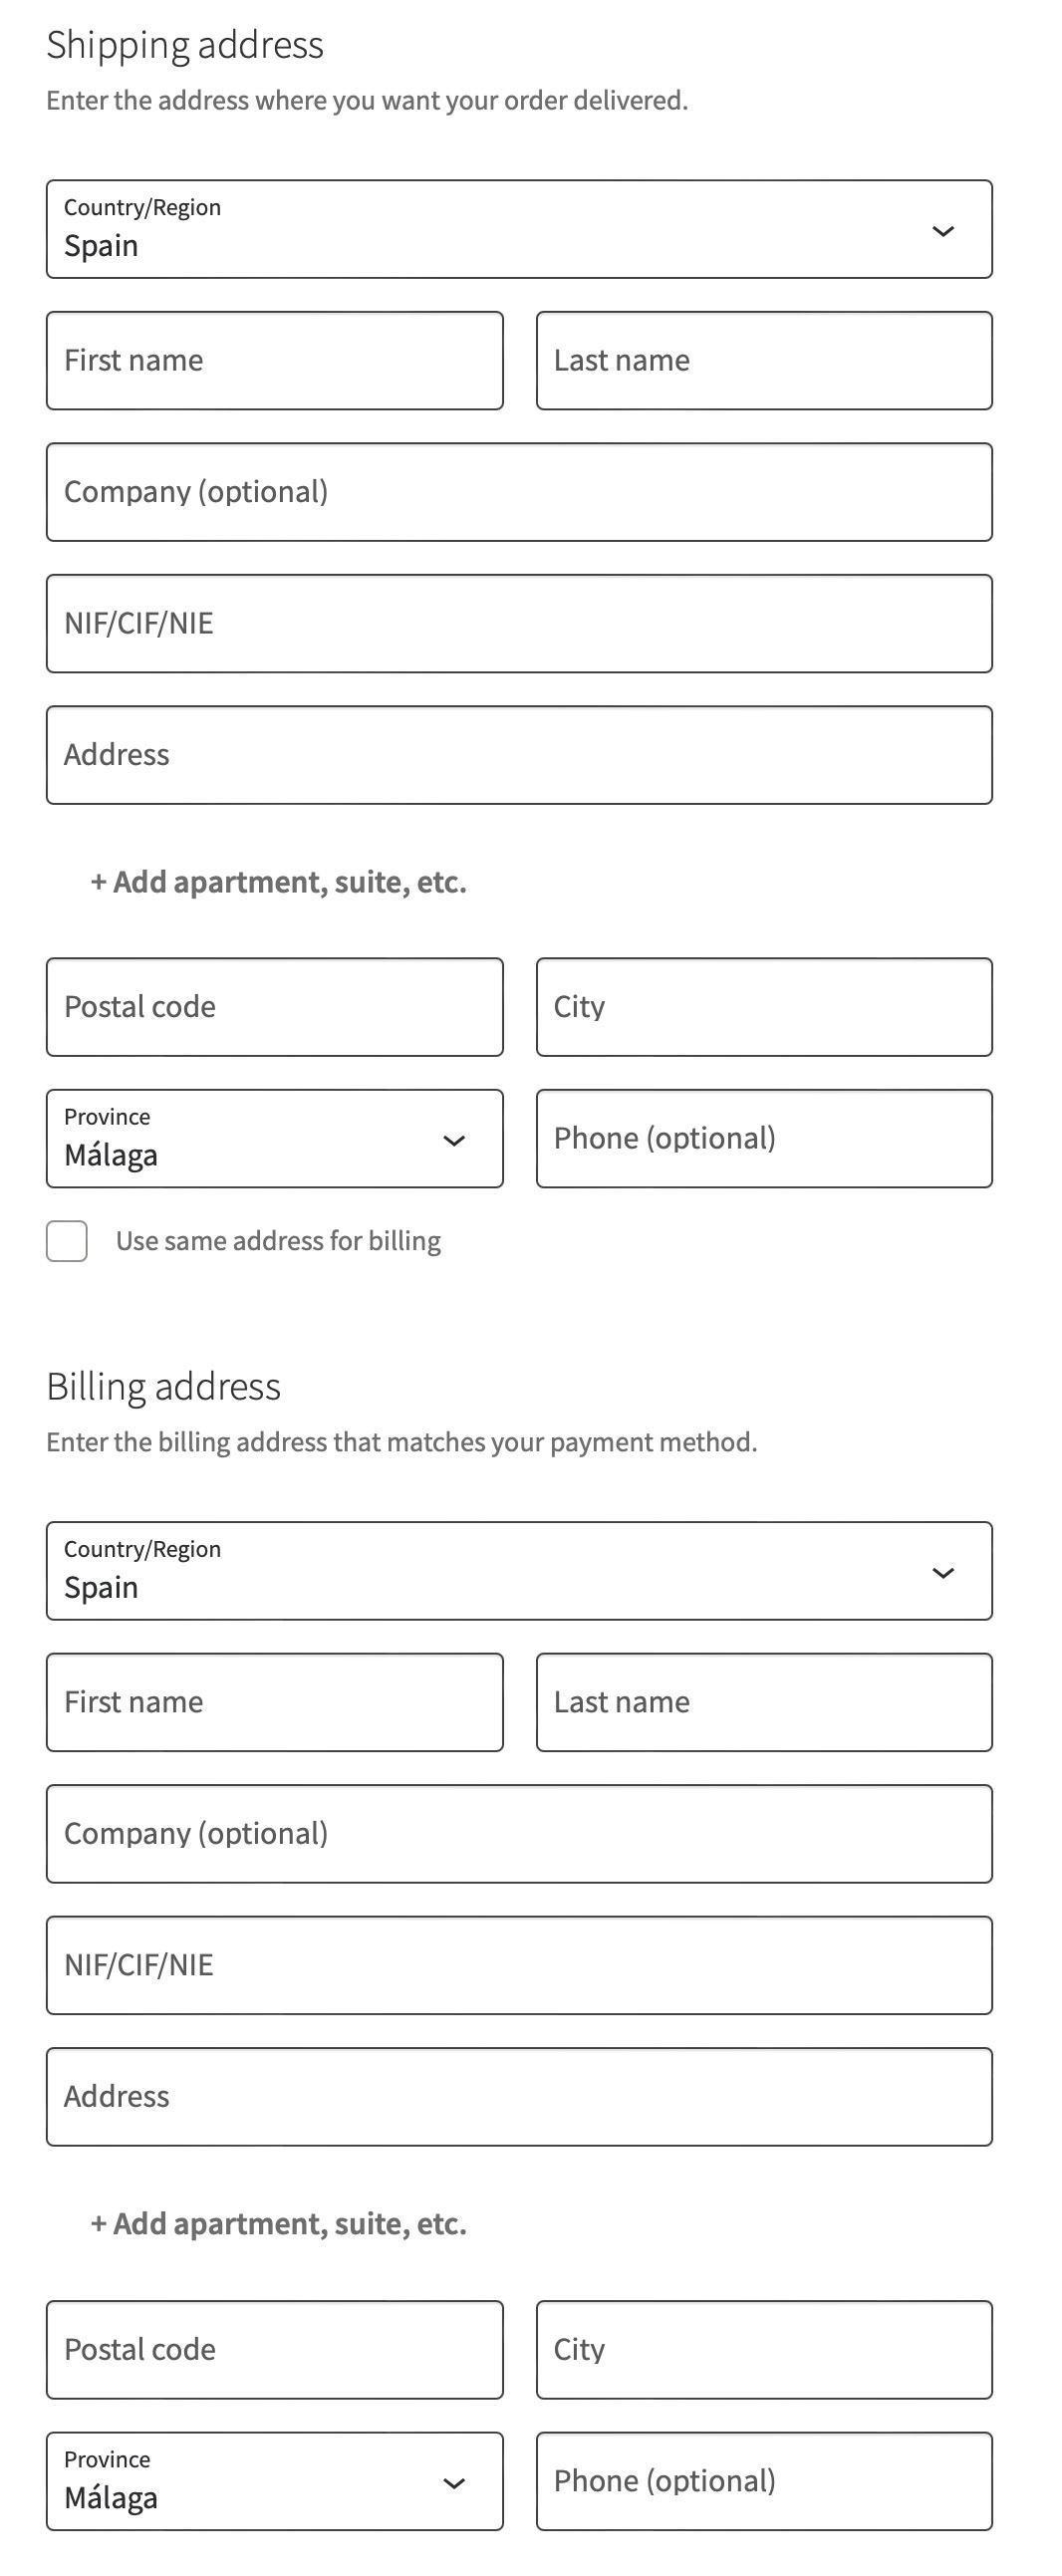 Shipping address
Enter the address where you want your order delivered.
Country/Region
Spain
First name
Last name
Company (optional)
NIF/CIF/NIE
Address
+ Add apartment, suite, etc.
Postal code
City
Province
Málaga
Phone (optional)
Use same address for billing
Billing address
Enter the billing address that matches your payment method.
Country/Region
Spain
First name
Last name
Company (optional)
NIF/CIF/NIE
Address
+ Add apartment, suite, etc.
Postal code
City
Province
Málaga
Phone (optional)